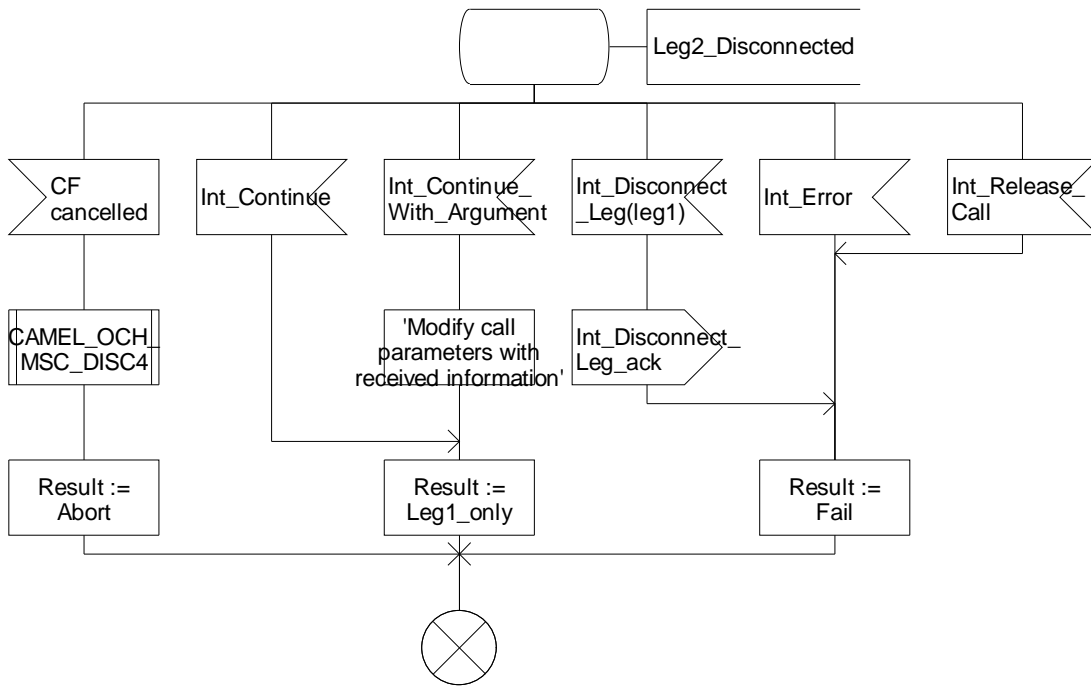 Leg2_Disconnected
CF
cancelled
Int_Continue
Int_Continue_
With_Argument
Int_Disconnect
_Leg(leg1)
Int_Error
Int_Release_
Call
CAMEL_OCH_
MSC_DISC4
'Modify call
parameters with
received information'
Int_Disconnect_
Leg_ack
Result :=
Abort
Result :=
Leg1_only
Result :=
Fail